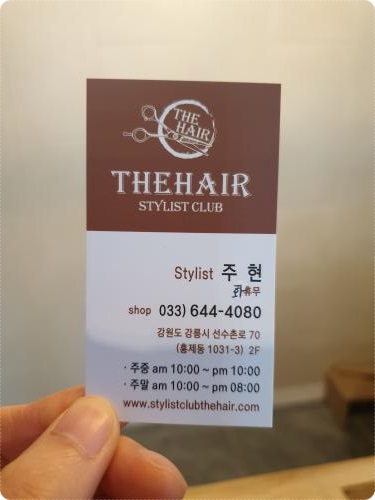 THE
HAIR
THEHAIR
STYLIST CLUB
Stylist 주 현
화휴무
shop 033) 644-4080
강원도 강릉시 선수촌로 70
(홍제동 1031-3) 2F
· 주중 am 10:00 ~ pm 10:00
· 주말 am 10:00 ~ pm 08:00
www.stylistclubthehair.com